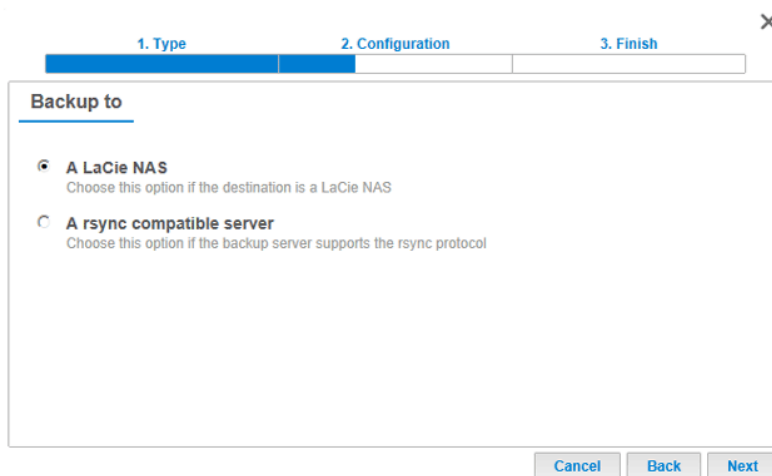 1. Type 2. Configuration 3. Finish
Backup to
A LaCie NAS
Choose this option if the destination is a LaCie NAS
A rsync compatible server
Choose this option if the backup server supports the rsync protocol
Cancel Back Next